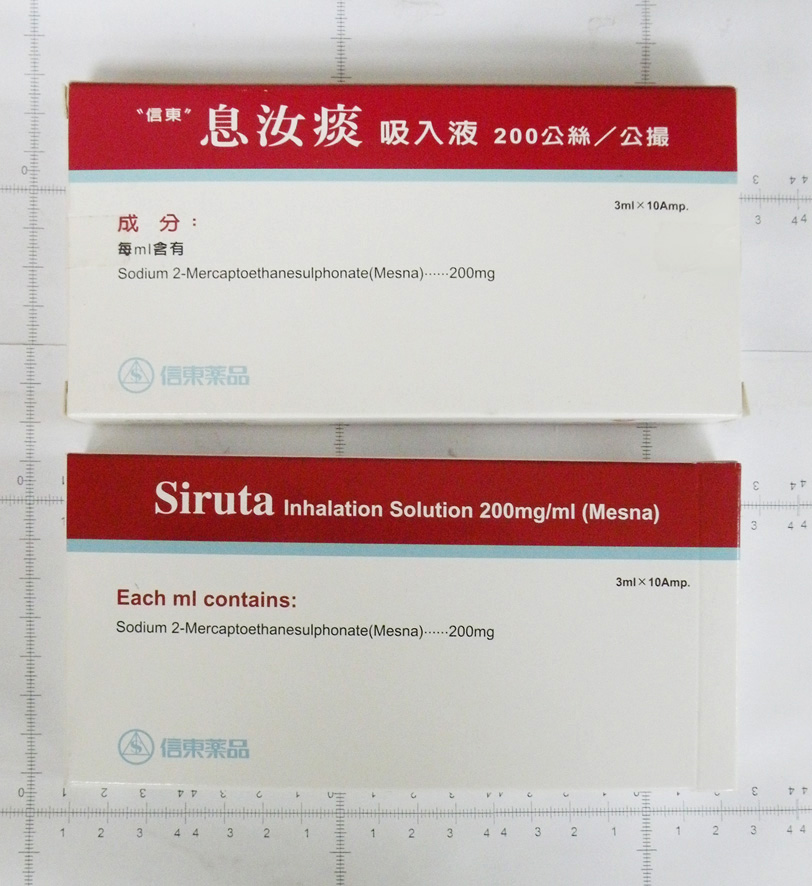 〝信東〞 息汝痰 吸入液 200公絲／公撮
3ml×10Amp.
成 分：
每ml含有
Sodium 2-Mercaptoethanesulphonate(Mesna)······200mg
信東藥品
Siruta Inhalation Solution 200mg/ml (Mesna)
3ml×10Amp.
Each ml contains:
Sodium 2-Mercaptoethanesulphonate(Mesna)······200mg
信東藥品